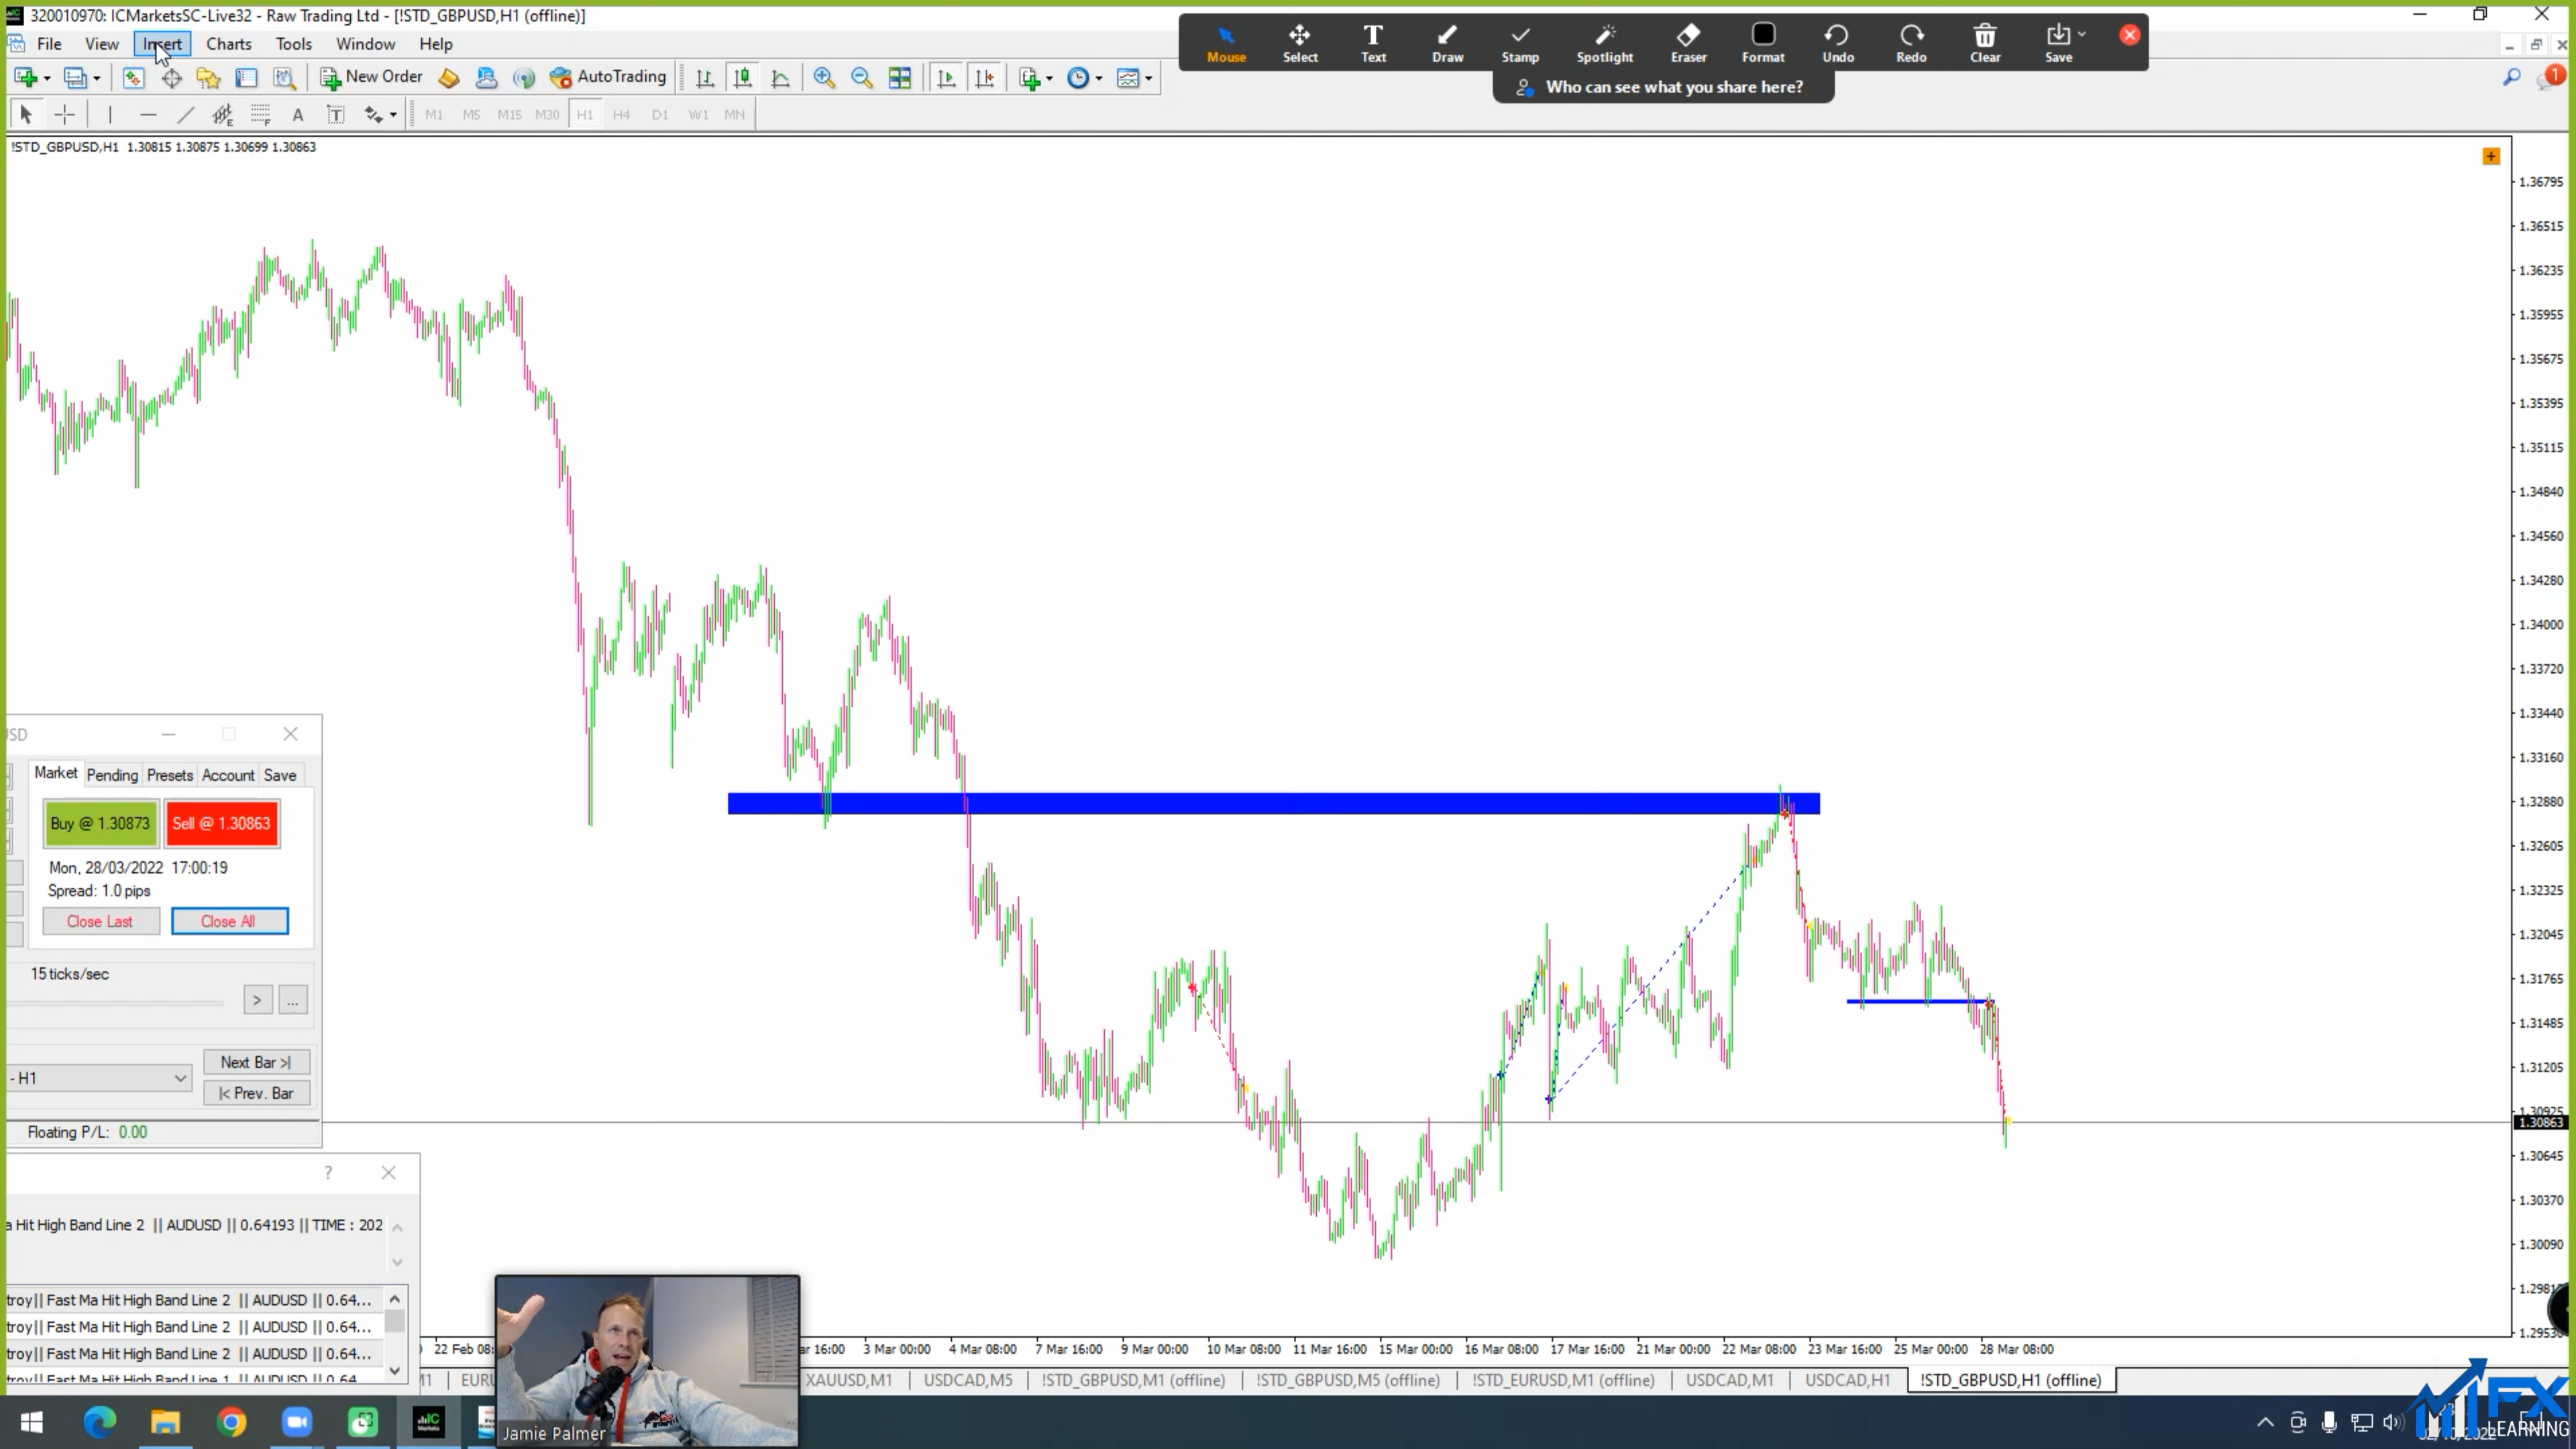 320010970: ICMarketsSC-Live32 - Raw Trading Ltd - [!STD_GBPUSD,H1 (offline)]
File View Insert Charts Tools Window Help
Mouse Select Text Draw Stamp Spotlight Eraser Format Undo Redo Clear Save
New Order AutoTrading
Who can see what you share here?
1
M1 M5 M15 M30 H1 H4 D1 W1 MN
!STD_GBPUSD,H1 1.30815 1.30875 1.30699 1.30863
1.36795
1.36515
1.36235
1.35955
1.35675
1.35395
1.35115
1.34840
1.34560
1.34280
1.34000
1.33720
1.33440
1.33160
1.32880
1.32605
1.32325
1.32045
1.31765
1.31485
1.31205
1.30925
1.30863
1.30645
1.30370
1.30090
1.2981
1.2953
Market Pending Presets Account Save
Buy @ 1.30873 Sell @ 1.30863
Mon, 28/03/2022 17:00:19
Spread: 1.0 pips
Close Last Close All
15 ticks/sec
> ...
Next Bar >|
- H1
|< Prev. Bar
Floating P/L: 0.00
?
a Hit High Band Line 2 || AUDUSD || 0.64193 || TIME : 202
troy|| Fast Ma Hit High Band Line 2 || AUDUSD || 0.64...
troy|| Fast Ma Hit High Band Line 2 || AUDUSD || 0.64...
troy|| Fast Ma Hit High Band Line 2 || AUDUSD || 0.64...
22 Feb 08: ar 16:00 3 Mar 00:00 4 Mar 08:00 7 Mar 16:00 9 Mar 00:00 10 Mar 08:00 11 Mar 16:00 15 Mar 00:00 16 Mar 08:00 17 Mar 16:00 21 Mar 00:00 22 Mar 08:00 23 Mar 16:00 25 Mar 00:00 28 Mar 08:00
XAUUSD,M1 USDCAD,M5 !STD_GBPUSD,M1 (offline) !STD_GBPUSD,M5 (offline) !STD_EURUSD,M1 (offline) USDCAD,M1 USDCAD,H1 !STD_GBPUSD,H1 (offline)
Jamie Palmer
FX
LEARNING